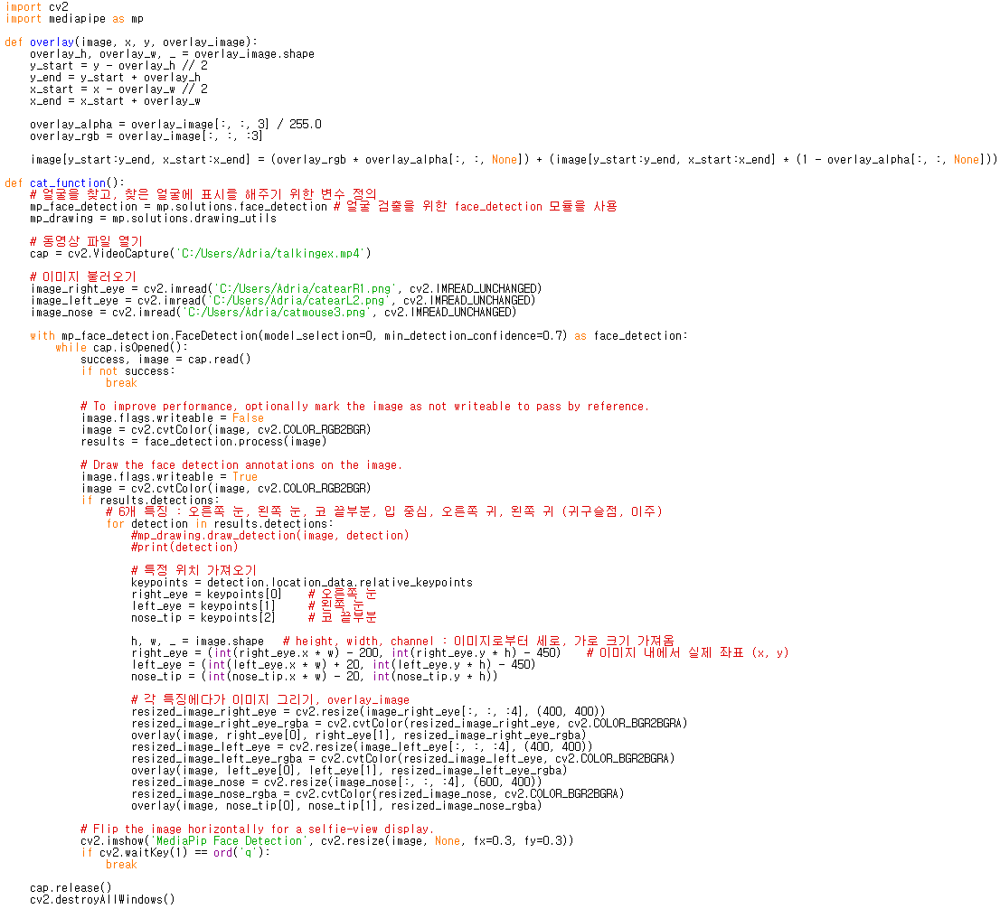 import cv2
import mediapipe as mp

def overlay(image, x, y, overlay_image):
    overlay_h, overlay_w, _ = overlay_image.shape
    y_start = y - overlay_h // 2
    y_end = y_start + overlay_h
    x_start = x - overlay_w // 2
    x_end = x_start + overlay_w

    overlay_alpha = overlay_image[:, :, 3] / 255.0
    overlay_rgb = overlay_image[:, :, :3]

    image[y_start:y_end, x_start:x_end] = (overlay_rgb * overlay_alpha[:, :, None]) + (image[y_start:y_end, x_start:x_end] * (1 - overlay_alpha[:, :, None]))

def cat_function():
    # 얼굴을 찾고, 찾은 얼굴에 표시를 해주기 위한 변수 정의
    mp_face_detection = mp.solutions.face_detection # 얼굴 검출을 위한 face_detection 모듈을 사용
    mp_drawing = mp.solutions.drawing_utils

    # 동영상 파일 열기
    cap = cv2.VideoCapture('C:/Users/Adria/talkingex.mp4')

    # 이미지 불러오기
    image_right_eye = cv2.imread('C:/Users/Adria/catearR1.png', cv2.IMREAD_UNCHANGED)
    image_left_eye = cv2.imread('C:/Users/Adria/catearL2.png', cv2.IMREAD_UNCHANGED)
    image_nose = cv2.imread('C:/Users/Adria/catmouse3.png', cv2.IMREAD_UNCHANGED)

    with mp_face_detection.FaceDetection(model_selection=0, min_detection_confidence=0.7) as face_detection:
        while cap.isOpened():
            success, image = cap.read()
            if not success:
                break

            # To improve performance, optionally mark the image as not writeable to pass by reference.
            image.flags.writeable = False
            image = cv2.cvtColor(image, cv2.COLOR_RGB2BGR)
            results = face_detection.process(image)

            # Draw the face detection annotations on the image.
            image.flags.writeable = True
            image = cv2.cvtColor(image, cv2.COLOR_RGB2BGR)
            if results.detections:
                # 6개 특징 : 오른쪽 눈, 왼쪽 눈, 코 끝부분, 입 중심, 오른쪽 귀, 왼쪽 귀 (귀구슬점, 이주)
                for detection in results.detections:
                    #mp_drawing.draw_detection(image, detection)
                    #print(detection)

                    # 특정 위치 가져오기
                    keypoints = detection.location_data.relative_keypoints
                    right_eye = keypoints[0]    # 오른쪽 눈
                    left_eye = keypoints[1]     # 왼쪽 눈
                    nose_tip = keypoints[2]     # 코 끝부분

                    h, w, _ = image.shape   # height, width, channel : 이미지로부터 세로, 가로 크기 가져옴
                    right_eye = (int(right_eye.x * w) - 200, int(right_eye.y * h) - 450)    # 이미지 내에서 실제 좌표 (x, y)
                    left_eye = (int(left_eye.x * w) + 20, int(left_eye.y * h) - 450)
                    nose_tip = (int(nose_tip.x * w) - 20, int(nose_tip.y * h))

                    # 각 특징에다가 이미지 그리기, overlay_image
                    resized_image_right_eye = cv2.resize(image_right_eye[:, :, :4], (400, 400))
                    resized_image_right_eye_rgba = cv2.cvtColor(resized_image_right_eye, cv2.COLOR_BGR2BGRA)
                    overlay(image, right_eye[0], right_eye[1], resized_image_right_eye_rgba)
                    resized_image_left_eye = cv2.resize(image_left_eye[:, :, :4], (400, 400))
                    resized_image_left_eye_rgba = cv2.cvtColor(resized_image_left_eye, cv2.COLOR_BGR2BGRA)
                    overlay(image, left_eye[0], left_eye[1], resized_image_left_eye_rgba)
                    resized_image_nose = cv2.resize(image_nose[:, :, :4], (600, 400))
                    resized_image_nose_rgba = cv2.cvtColor(resized_image_nose, cv2.COLOR_BGR2BGRA)
                    overlay(image, nose_tip[0], nose_tip[1], resized_image_nose_rgba)

            # Flip the image horizontally for a selfie-view display.
            cv2.imshow('MediaPip Face Detection', cv2.resize(image, None, fx=0.3, fy=0.3))
            if cv2.waitKey(1) == ord('q'):
                break

    cap.release()
    cv2.destroyAllWindows()